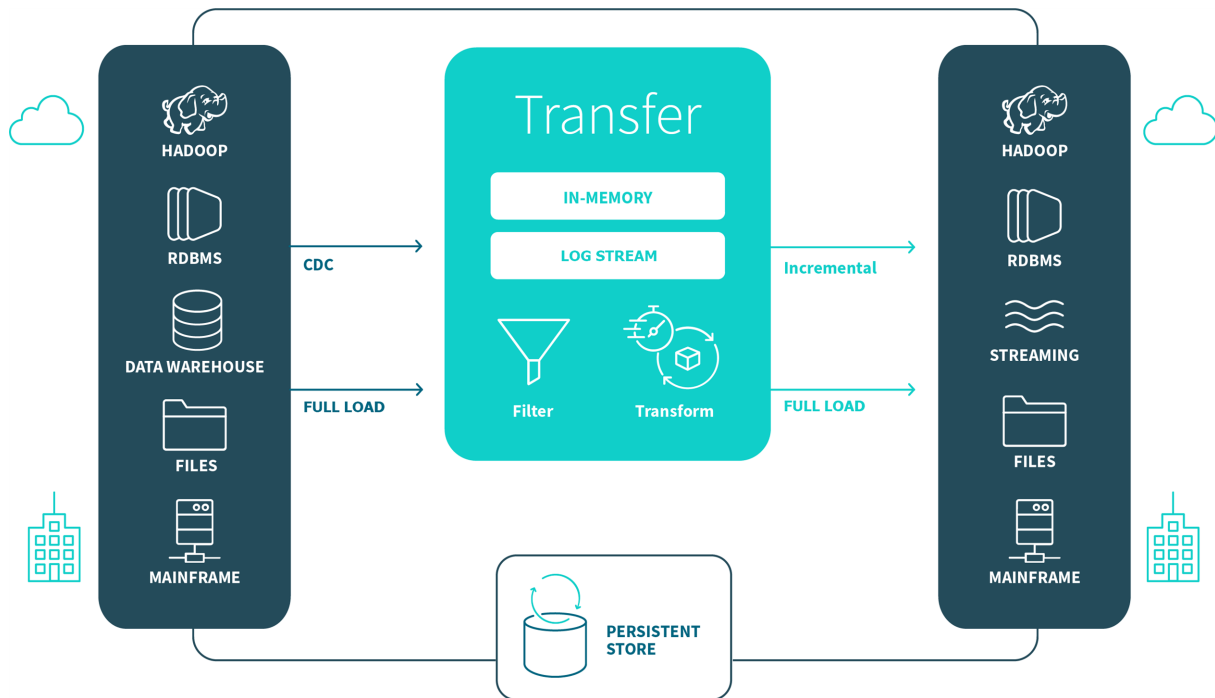 HADOOP
RDBMS
DATA WAREHOUSE
FILES
MAINFRAME
CDC
FULL LOAD
Transfer
IN-MEMORY
LOG STREAM
Filter
Transform
Incremental
FULL LOAD
HADOOP
RDBMS
STREAMING
FILES
MAINFRAME
PERSISTENT
STORE